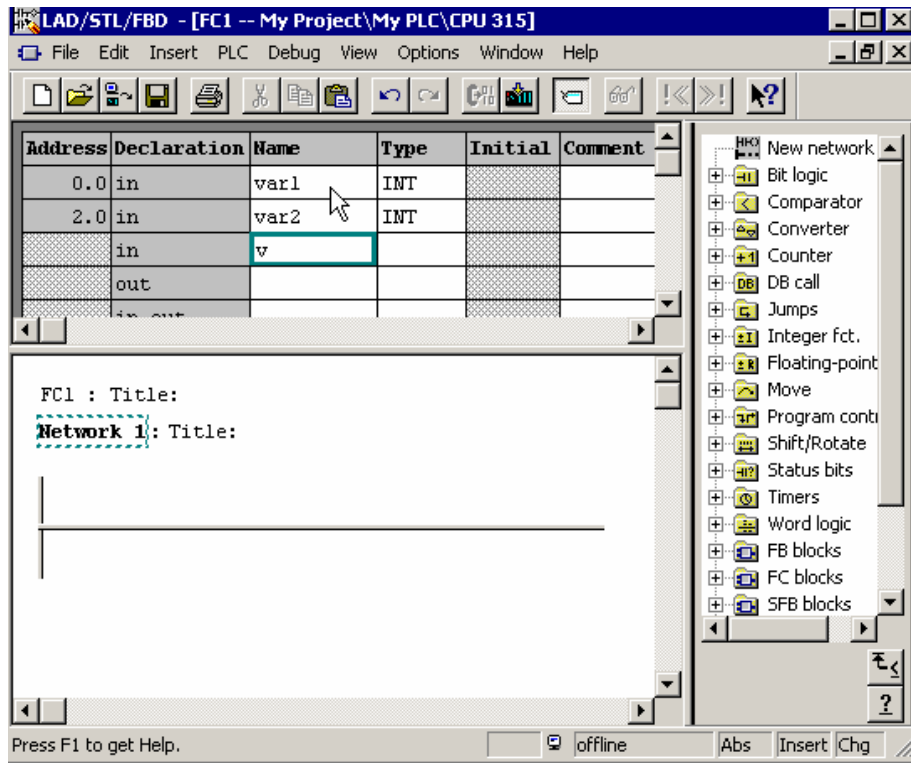 LAD/STL/FBD - [FC1 -- My Project\My PLC\CPU 315]
File Edit Insert PLC Debug View Options Window Help
Address Declaration Name Type Initial Comment
0.0 in var1 INT
2.0 in var2 INT
in v
out
in_out
FC1 : Title:
Network 1: Title:
New network
Bit logic
Comparator
Converter
Counter
DB call
Jumps
Integer fct.
Floating-point
Move
Program cont
Shift/Rotate
Status bits
Timers
Word logic
FB blocks
FC blocks
SFB blocks
Press F1 to get Help. offline Abs Insert Chg